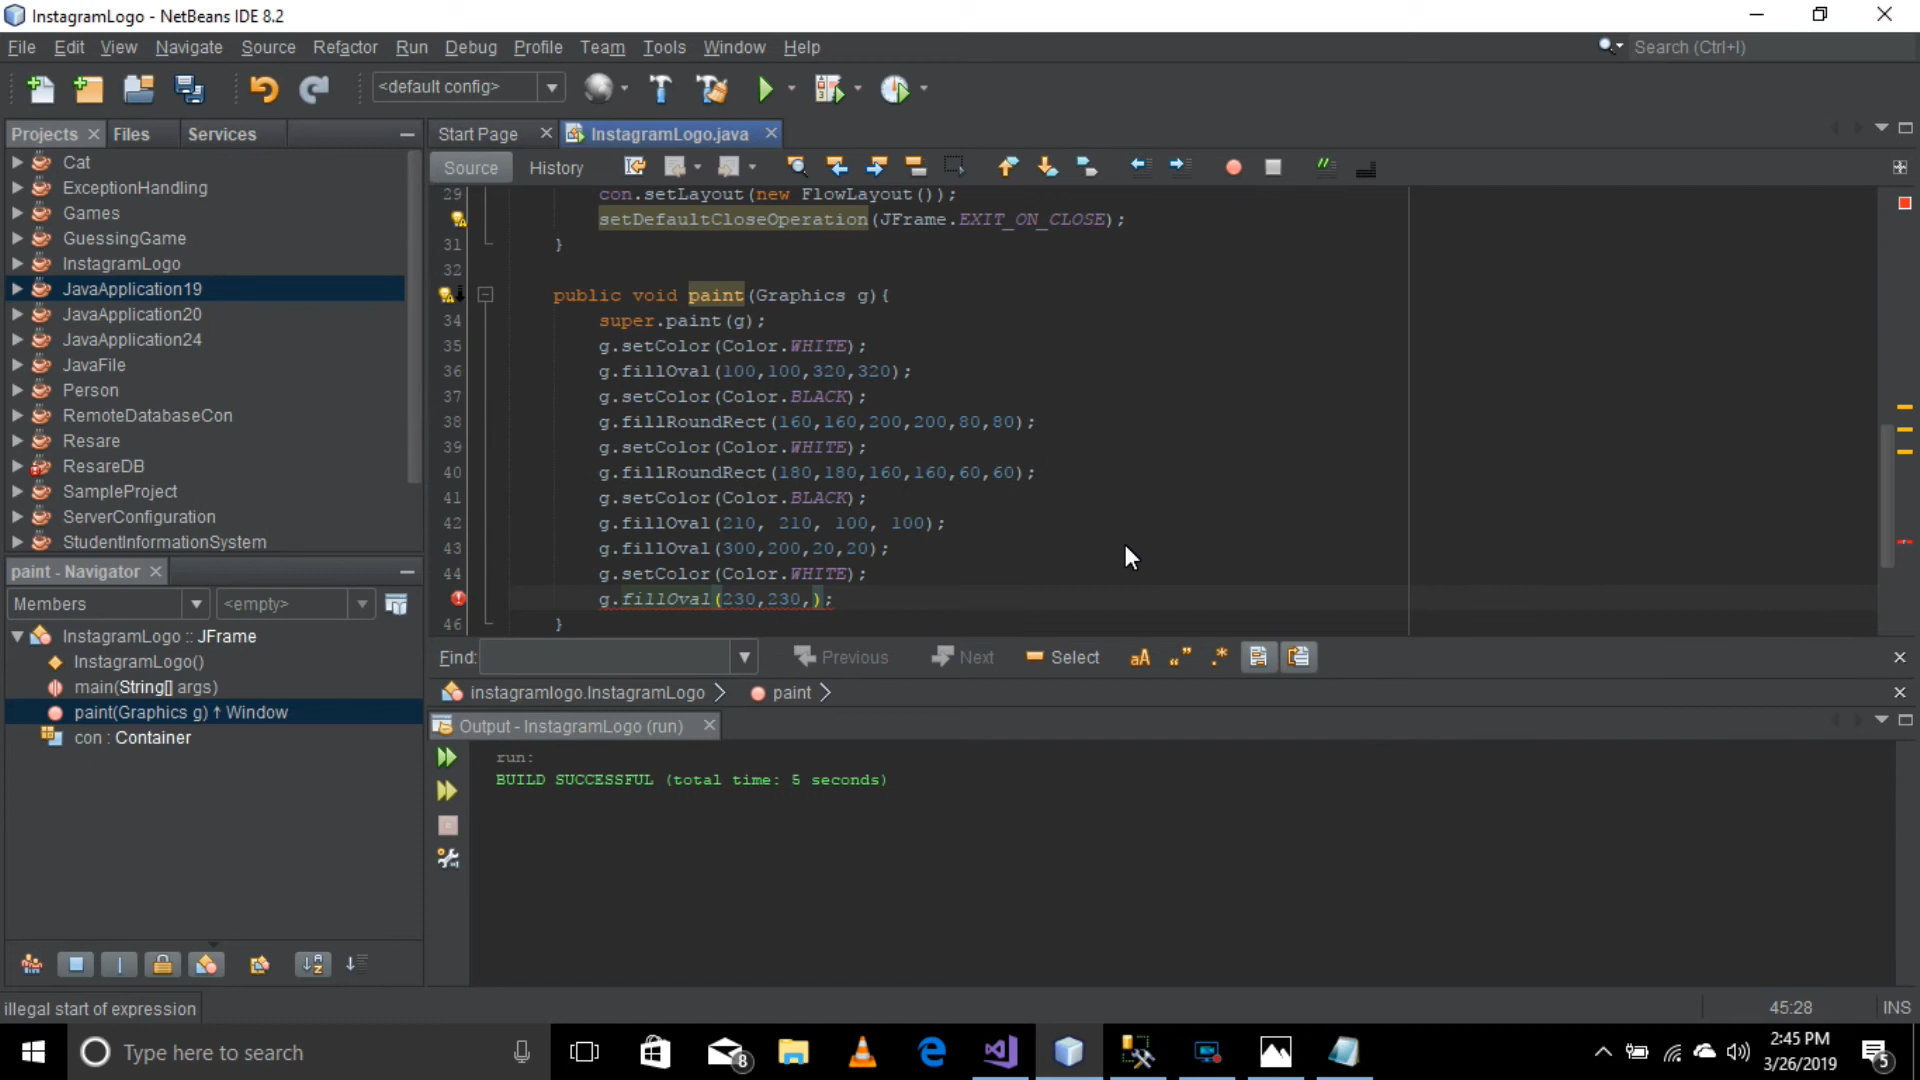 InstagramLogo - NetBeans IDE 8.2
File Edit View Navigate Source Refactor Run Debug Profile Team Tools Window Help
Search (Ctrl+I)
<default config>
Projects Files Services
Start Page InstagramLogo.java
Source History
Cat
ExceptionHandling
Games
GuessingGame
InstagramLogo
JavaApplication19
JavaApplication20
JavaApplication24
JavaFile
Person
RemoteDatabaseCon
Resare
ResareDB
SampleProject
ServerConfiguration
StudentInformationSystem
29 con.setLayout(new FlowLayout());
setDefaultCloseOperation(JFrame.EXIT_ON_CLOSE);
31 }
32
public void paint(Graphics g){
34 super.paint(g);
35 g.setColor(Color.WHITE);
36 g.fillOval(100,100,320,320);
37 g.setColor(Color.BLACK);
38 g.fillRoundRect(160,160,200,200,80,80);
39 g.setColor(Color.WHITE);
40 g.fillRoundRect(180,180,160,160,60,60);
41 g.setColor(Color.BLACK);
42 g.fillOval(210, 210, 100, 100);
43 g.fillOval(300,200,20,20);
44 g.setColor(Color.WHITE);
g.fillOval(230,230,);
46 }
paint - Navigator
Members <empty>
InstagramLogo :: JFrame
InstagramLogo()
main(String[] args)
paint(Graphics g) ↑ Window
con : Container
Find: Previous Next Select
instagramlogo.InstagramLogo paint
Output - InstagramLogo (run)
run:
BUILD SUCCESSFUL (total time: 5 seconds)
illegal start of expression
45:28 INS
Type here to search
8
2:45 PM
3/26/2019
5